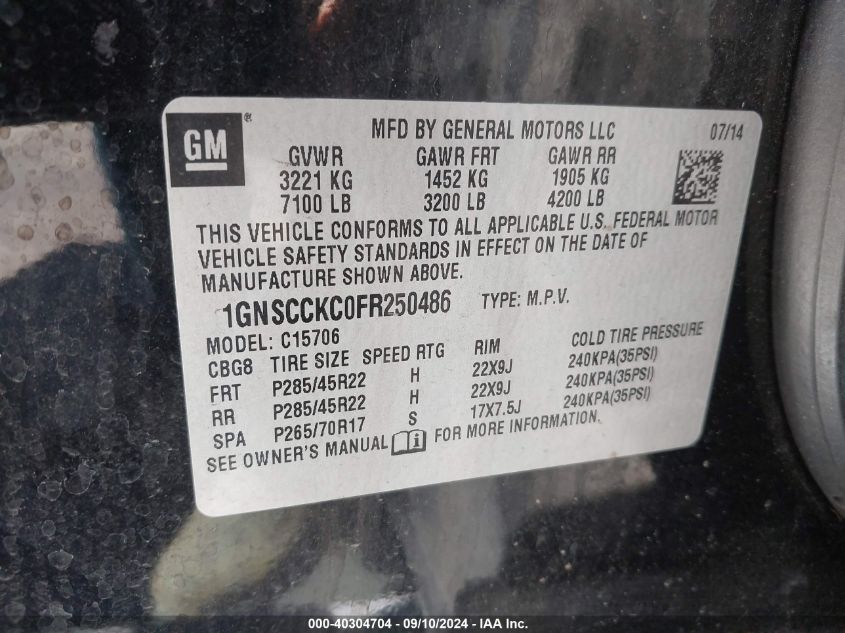 GM ® MFD BY GENERAL MOTORS LLC 07/14
GVWR GAWR FRT GAWR RR
3221 KG 1452 KG 1905 KG
7100 LB 3200 LB 4200 LB
THIS VEHICLE CONFORMS TO ALL APPLICABLE U.S. FEDERAL MOTOR
VEHICLE SAFETY STANDARDS IN EFFECT ON THE DATE OF
MANUFACTURE SHOWN ABOVE.
1GNSCCKC0FR250486 TYPE: M.P.V.
MODEL: C15706
CBG8 TIRE SIZE SPEED RTG RIM COLD TIRE PRESSURE
FRT P285/45R22 H 22X9J 240KPA(35PSI)
RR P285/45R22 H 22X9J 240KPA(35PSI)
SPA P265/70R17 S 17X7.5J 240KPA(35PSI)
SEE OWNER'S MANUAL FOR MORE INFORMATION.
000-40304704 - 09/10/2024 - IAA Inc.